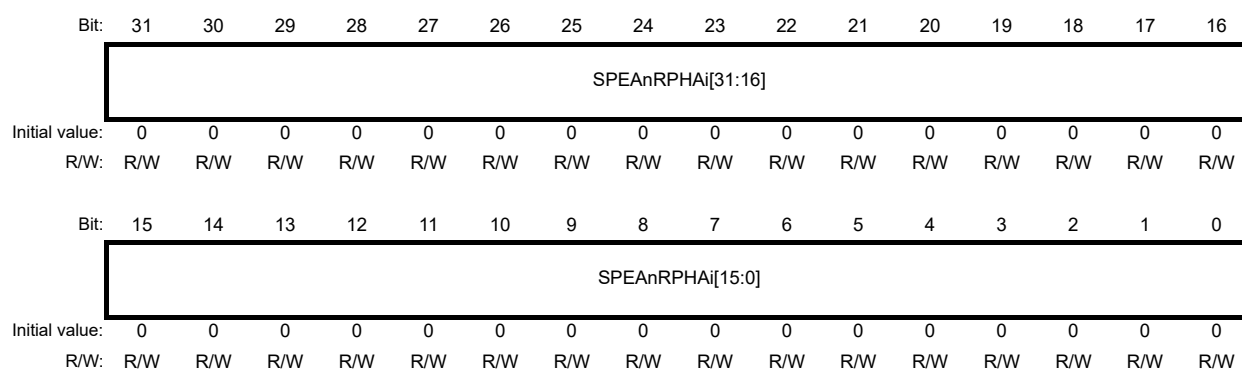 Bit: 31 30 29 28 27 26 25 24 23 22 21 20 19 18 17 16
SPEAnRPHAi[31:16]
Initial value: 0 0 0 0 0 0 0 0 0 0 0 0 0 0 0 0
R/W: R/W R/W R/W R/W R/W R/W R/W R/W R/W R/W R/W R/W R/W R/W R/W R/W
Bit: 15 14 13 12 11 10 9 8 7 6 5 4 3 2 1 0
SPEAnRPHAi[15:0]
Initial value: 0 0 0 0 0 0 0 0 0 0 0 0 0 0 0 0
R/W: R/W R/W R/W R/W R/W R/W R/W R/W R/W R/W R/W R/W R/W R/W R/W R/W